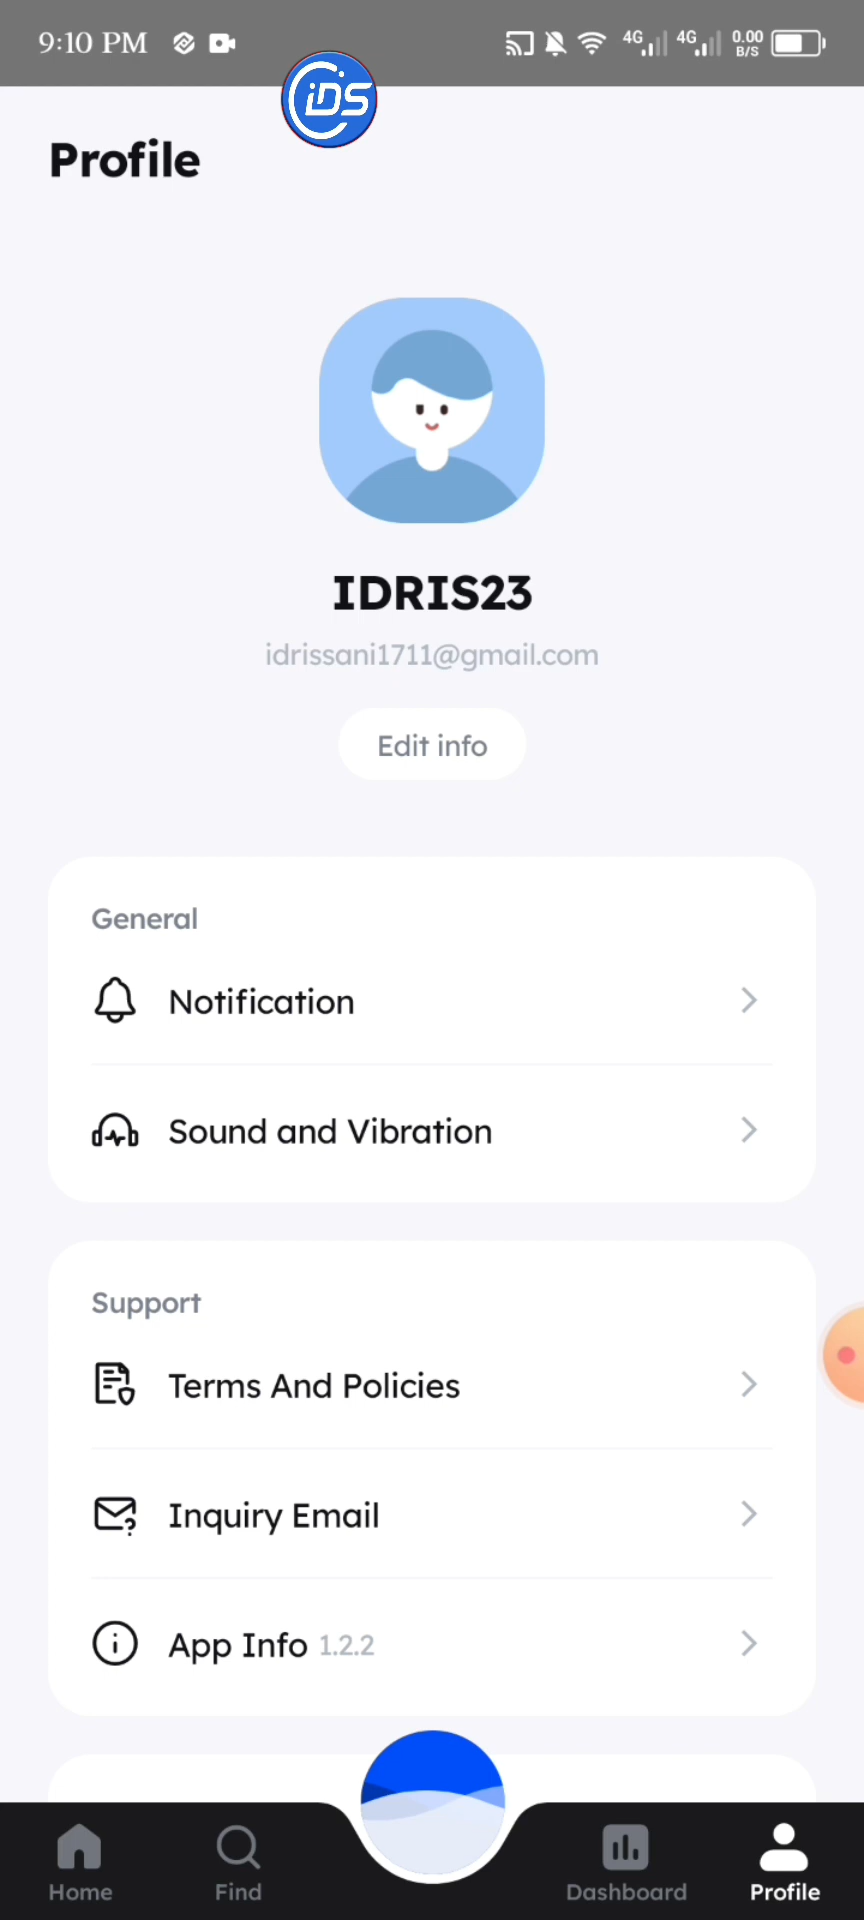 9:10 PM 4G 4G 0.00 B/S
iDS
Profile
IDRIS23
idrissani1711@gmail.com
Edit info
General
Notification
Sound and Vibration
Support
Terms And Policies
Inquiry Email
App Info 1.2.2
Home Find Dashboard Profile